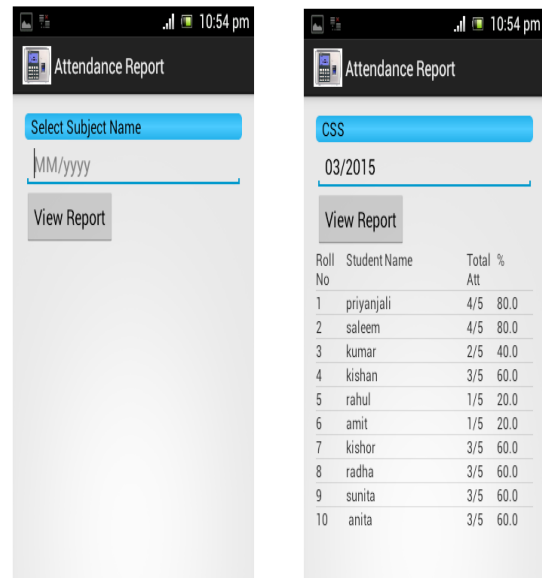 10:54 pm
Attendance Report
Select Subject Name
MM/yyyy
View Report
10:54 pm
Attendance Report
CSS
03/2015
View Report
Roll No Student Name Total Att %
1 priyanjali 4/5 80.0
2 saleem 4/5 80.0
3 kumar 2/5 40.0
4 kishan 3/5 60.0
5 rahul 1/5 20.0
6 amit 1/5 20.0
7 kishor 3/5 60.0
8 radha 3/5 60.0
9 sunita 3/5 60.0
10 anita 3/5 60.0